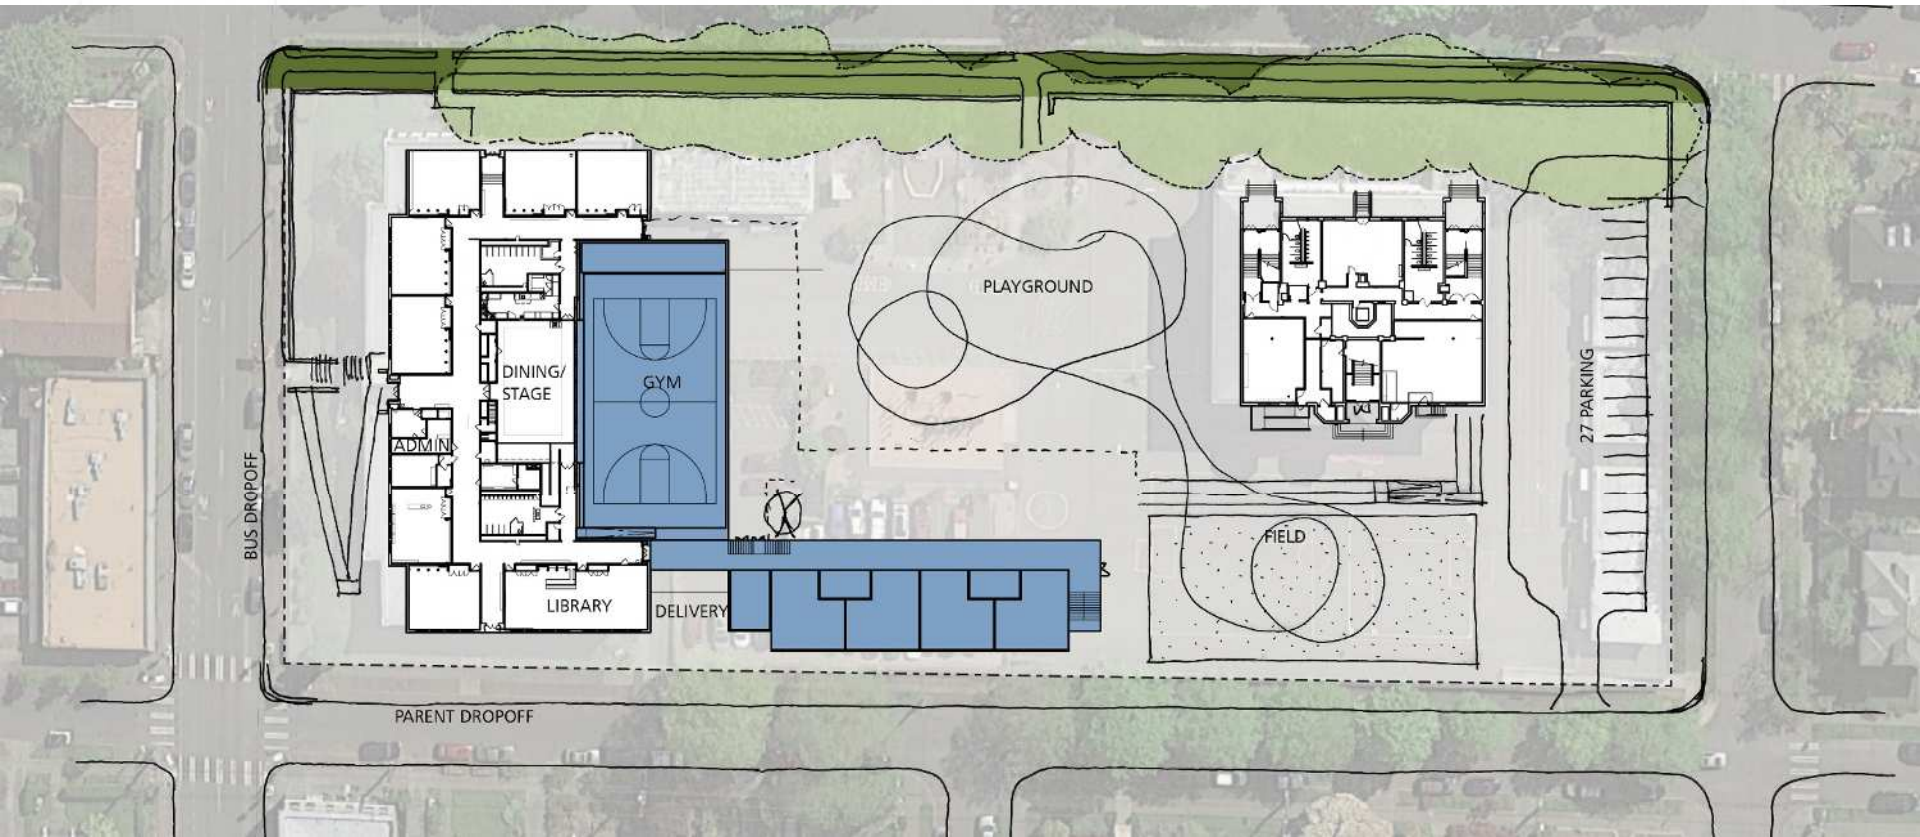 PLAYGROUND
DINING/
STAGE
GYM
27 PARKING
ADMIN
BUS DROPOFF
FIELD
LIBRARY
DELIVERY
PARENT DROPOFF